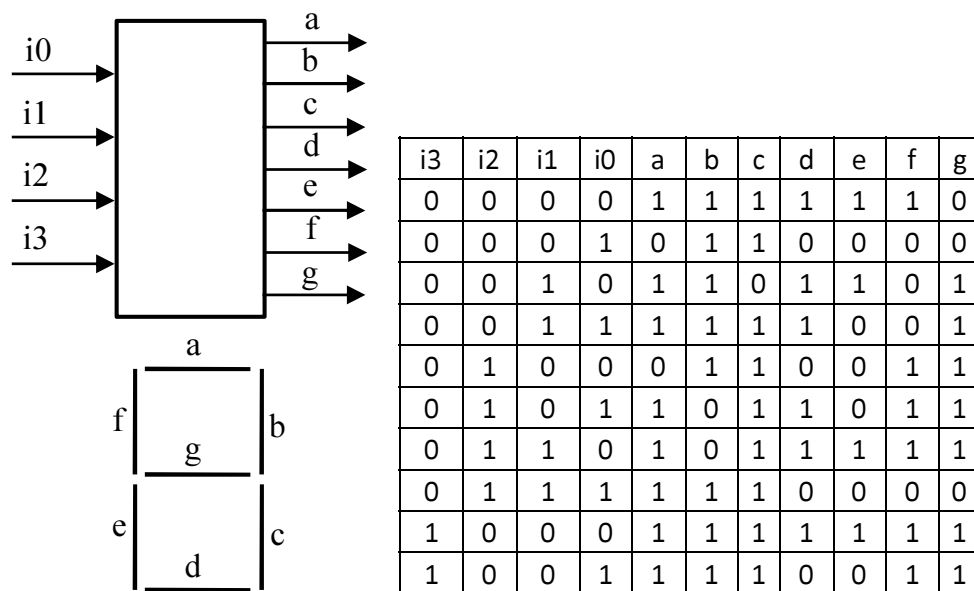 a
i0
b
i1
c
d
i2
e
i3
f
g
a
f
b
g
e
c
d
i3 i2 i1 i0 a b c d e f g
0 0 0 0 1 1 1 1 1 1 0
0 0 0 1 0 1 1 0 0 0 0
0 0 1 0 1 1 0 1 1 0 1
0 0 1 1 1 1 1 1 0 0 1
0 1 0 0 0 1 1 0 0 1 1
0 1 0 1 1 0 1 1 0 1 1
0 1 1 0 1 0 1 1 1 1 1
0 1 1 1 1 1 1 0 0 0 0
1 0 0 0 1 1 1 1 1 1 1
1 0 0 1 1 1 1 0 0 1 1